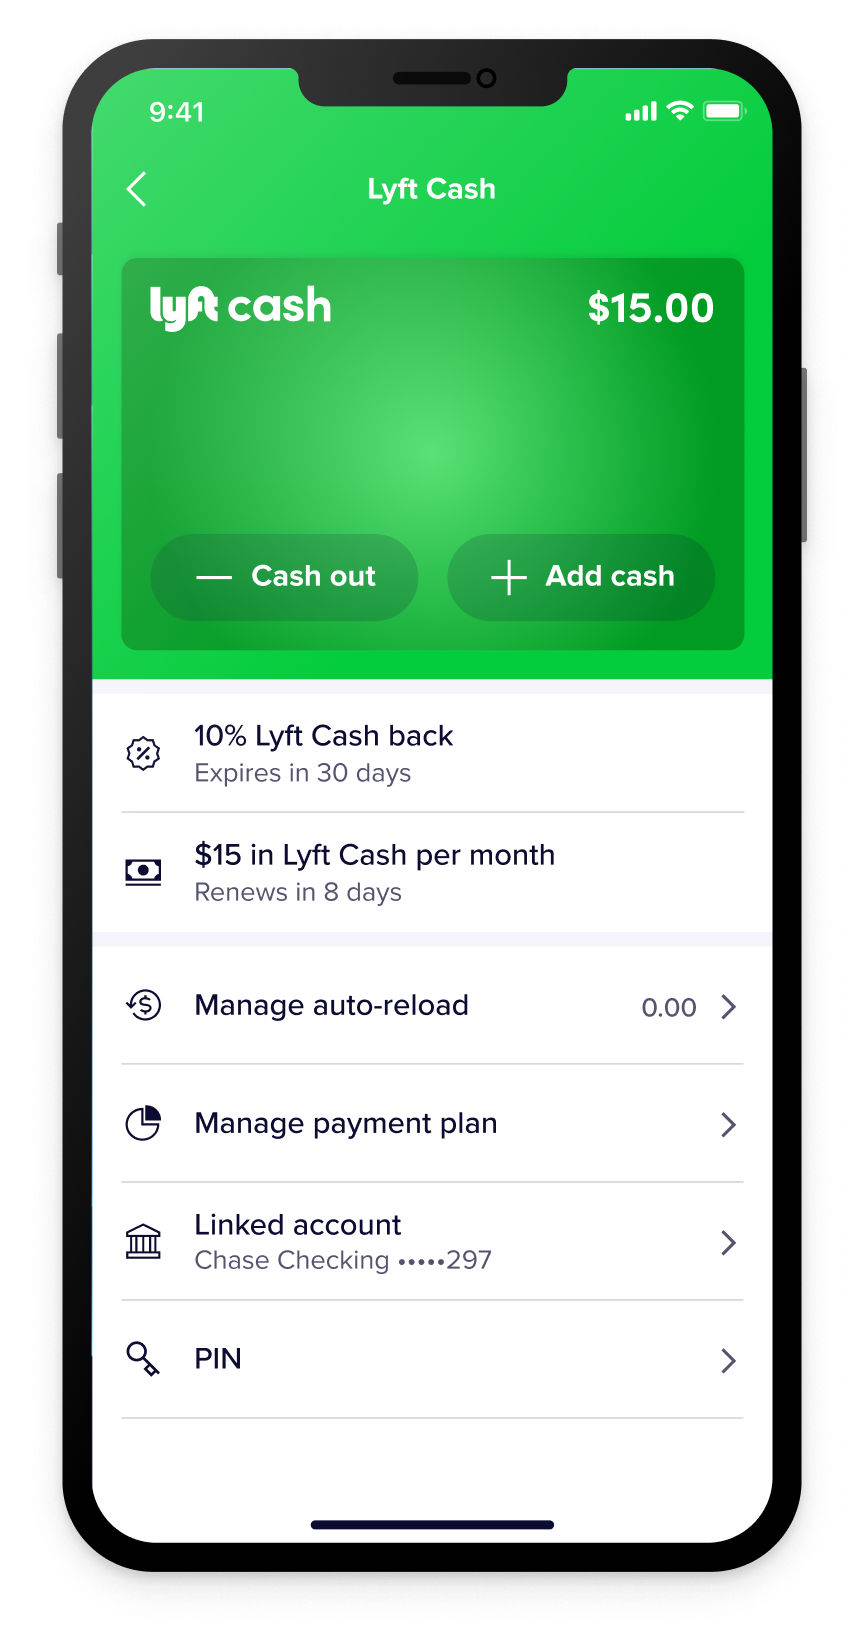 9:41
Lyft Cash
lyft cash
$15.00
Cash out
Add cash
10% Lyft Cash back
Expires in 30 days
$15 in Lyft Cash per month
Renews in 8 days
Manage auto-reload 0.00
Manage payment plan
Linked account
Chase Checking •••••297
PIN